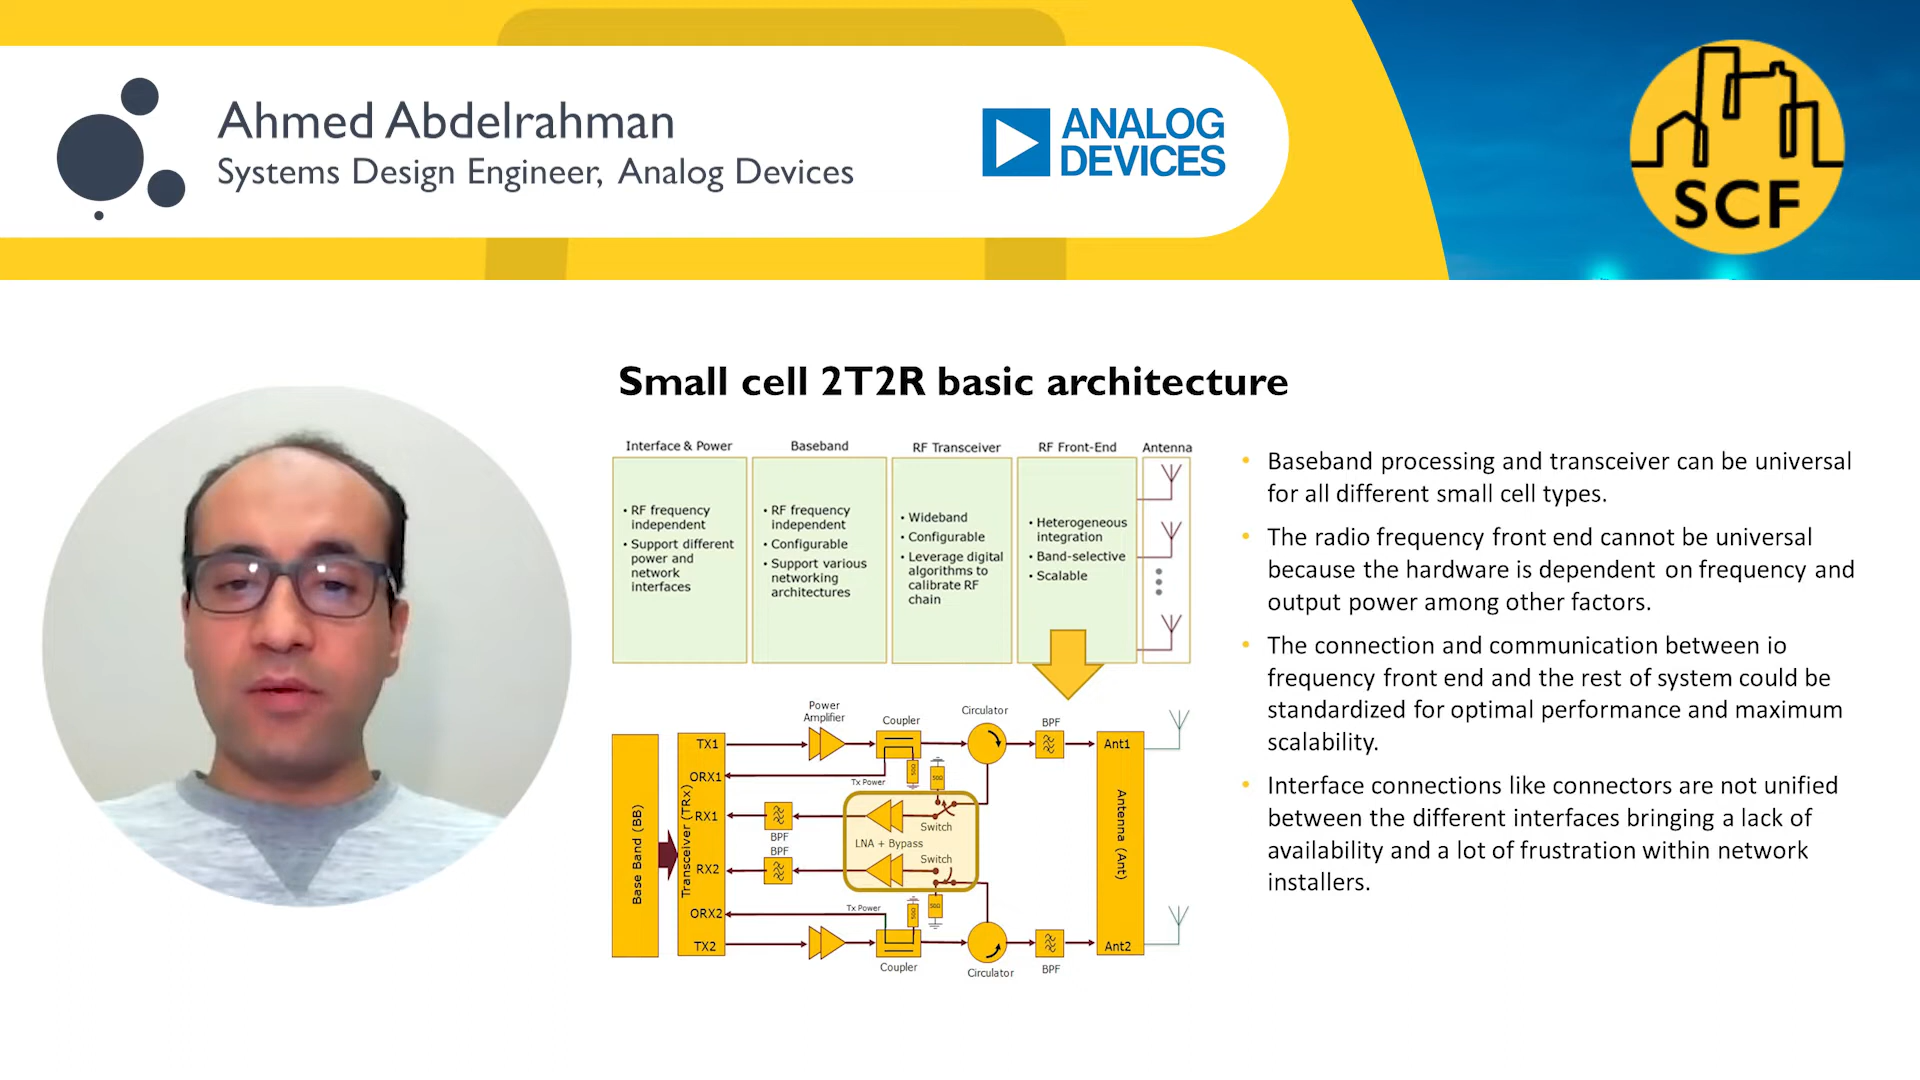 Ahmed Abdelrahman
Systems Design Engineer, Analog Devices
ANALOG
DEVICES
SCF
Small cell 2T2R basic architecture
Interface & Power
• RF frequency
independent
• Support different
power and
network
interfaces
Baseband
• RF frequency
independent
• Configurable
• Support various
networking
architectures
RF Transceiver
• Wideband
• Configurable
• Leverage digital
algorithms to
calibrate RF
chain
RF Front-End
• Heterogeneous
integration
• Band-selective
• Scalable
Antenna
Base Band (BB)
Transceiver (TRx)
TX1
ORX1
RX1
RX2
ORX2
TX2
Power
Amplifier
Coupler
Circulator
BPF
Tx Power
50Ω
50Ω
BPF
BPF
Switch
LNA + Bypass
Switch
Tx Power
50Ω
50Ω
Coupler
Circulator
BPF
Ant1
Antenna (Ant)
Ant2
• Baseband processing and transceiver can be universal
for all different small cell types.
• The radio frequency front end cannot be universal
because the hardware is dependent on frequency and
output power among other factors.
• The connection and communication between io
frequency front end and the rest of system could be
standardized for optimal performance and maximum
scalability.
• Interface connections like connectors are not unified
between the different interfaces bringing a lack of
availability and a lot of frustration within network
installers.